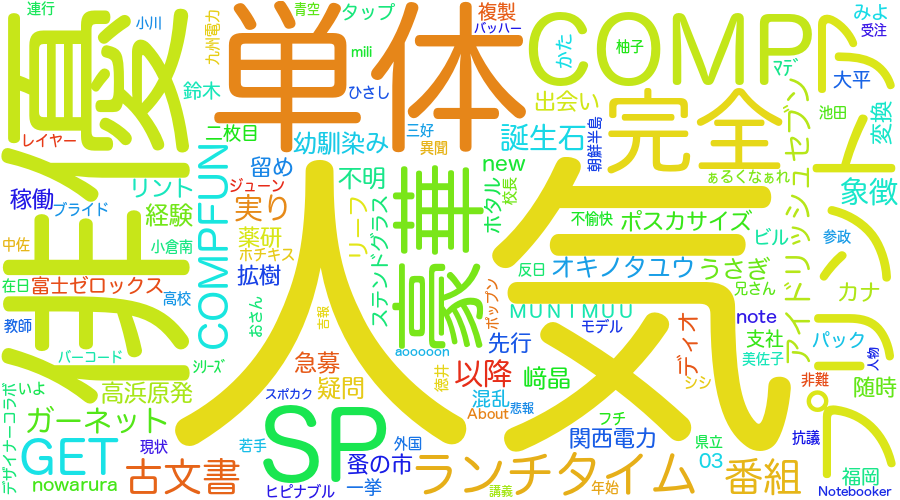 連行
小川
九州電力
青空
タップ
複製
バッハー
みよ
受注
憂
単体
mili
ひさし
かた
COMP
柚子
ﾏﾃﾞ
ア
大平
鈴木
レイヤー
二枚目
幼馴染み
三好
異聞
誕生石
出会い
朝鮮半島
完全
池田
変換
セブン
稼働
ブライド
リント
留め
ジューン
不明
new
校長
ホタル
ぁるくなぁれ
象徴
性
経験
COMPFUN
実り
リーフ
豪華
不愉快
ポスカサイズ
ビル
参政
中佐
小倉南
薬研
ホチキス
ステンドグラス
人気
在日
富士ゼロックス
高校
拡樹
反日
オキノタユウ
うさぎ
兄さん
カナ
教師
おさん
吉報
ポップン
MUNIMUU
モデル
note
アイドリッシュ
プリント
バーコード
aooooon
先行
ディオ
支社
パック
美佐子
人物
ｼﾘｰｽﾞ
急募
徳井
以降
﨑晶
シシ
非難
随時
デザイナーコラボ
いよ
高浜原発
スポカク
疑問
混乱
About
悲報
フチ
ガーネット
SP
現状
若手
外国
関西電力
県立
抗議
GET
古文書
蚤の市
ランチタイム
03
番組
福岡
nowarura
ヒピナブル
一挙
講義
年始
Notebooker